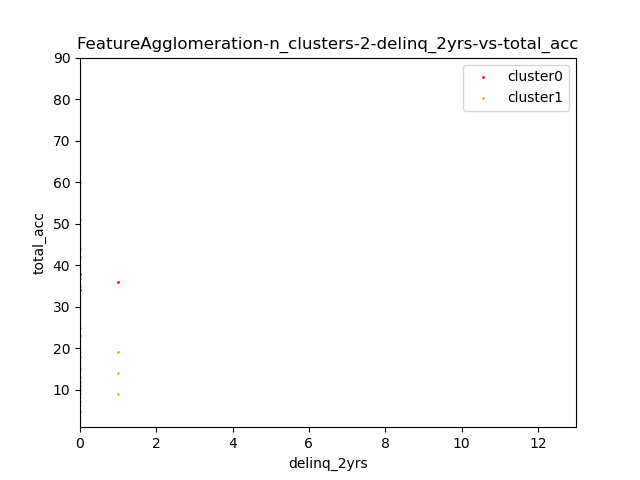 FeatureAgglomeration-n_clusters-2-delinq_2yrs-vs-total_acc
cluster0
cluster1
90
80
70
60
50
40
30
20
10
total_acc
0 2 4 6 8 10 12
delinq_2yrs